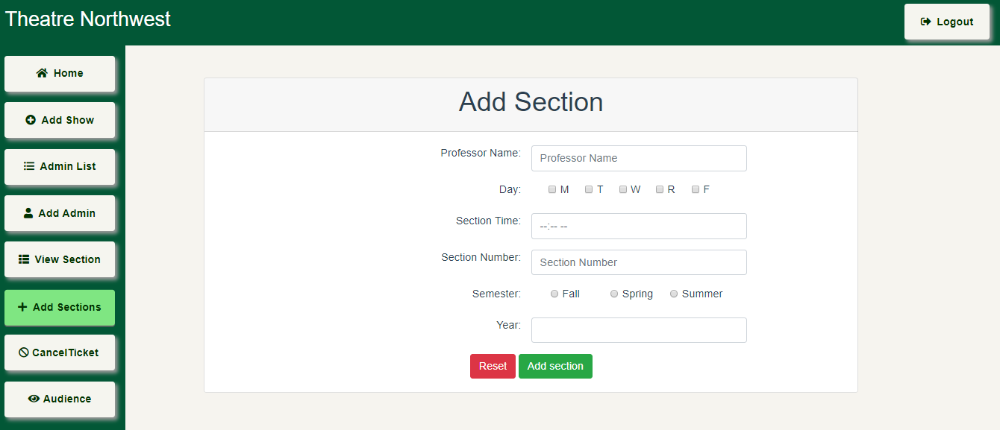 Theatre Northwest
Logout
Home
Add Show
Admin List
Add Admin
View Section
Add Sections
CancelTicket
Audience
Add Section
Professor Name: Professor Name
Day: M T W R F
Section Time: --:-- --
Section Number: Section Number
Semester: Fall Spring Summer
Year:
Reset Add section